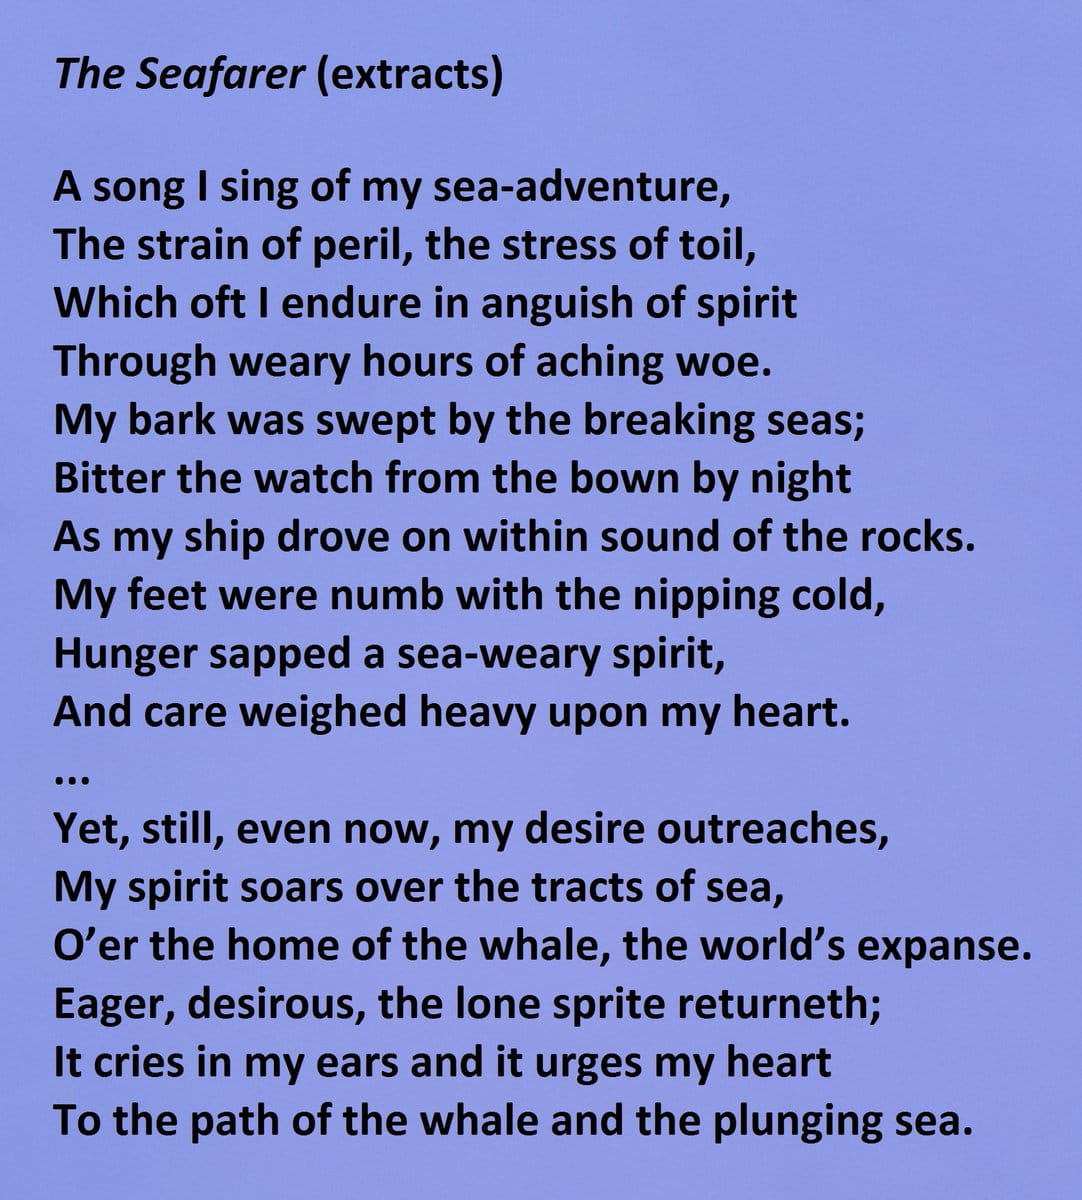 The Seafarer (extracts)
A song I sing of my sea-adventure,
The strain of peril, the stress of toil,
Which oft I endure in anguish of spirit
Through weary hours of aching woe.
My bark was swept by the breaking seas;
Bitter the watch from the bown by night
As my ship drove on within sound of the rocks.
My feet were numb with the nipping cold,
Hunger sapped a sea-weary spirit,
And care weighed heavy upon my heart.
...
Yet, still, even now, my desire outreaches,
My spirit soars over the tracts of sea,
O’er the home of the whale, the world’s expanse.
Eager, desirous, the lone sprite returneth;
It cries in my ears and it urges my heart
To the path of the whale and the plunging sea.